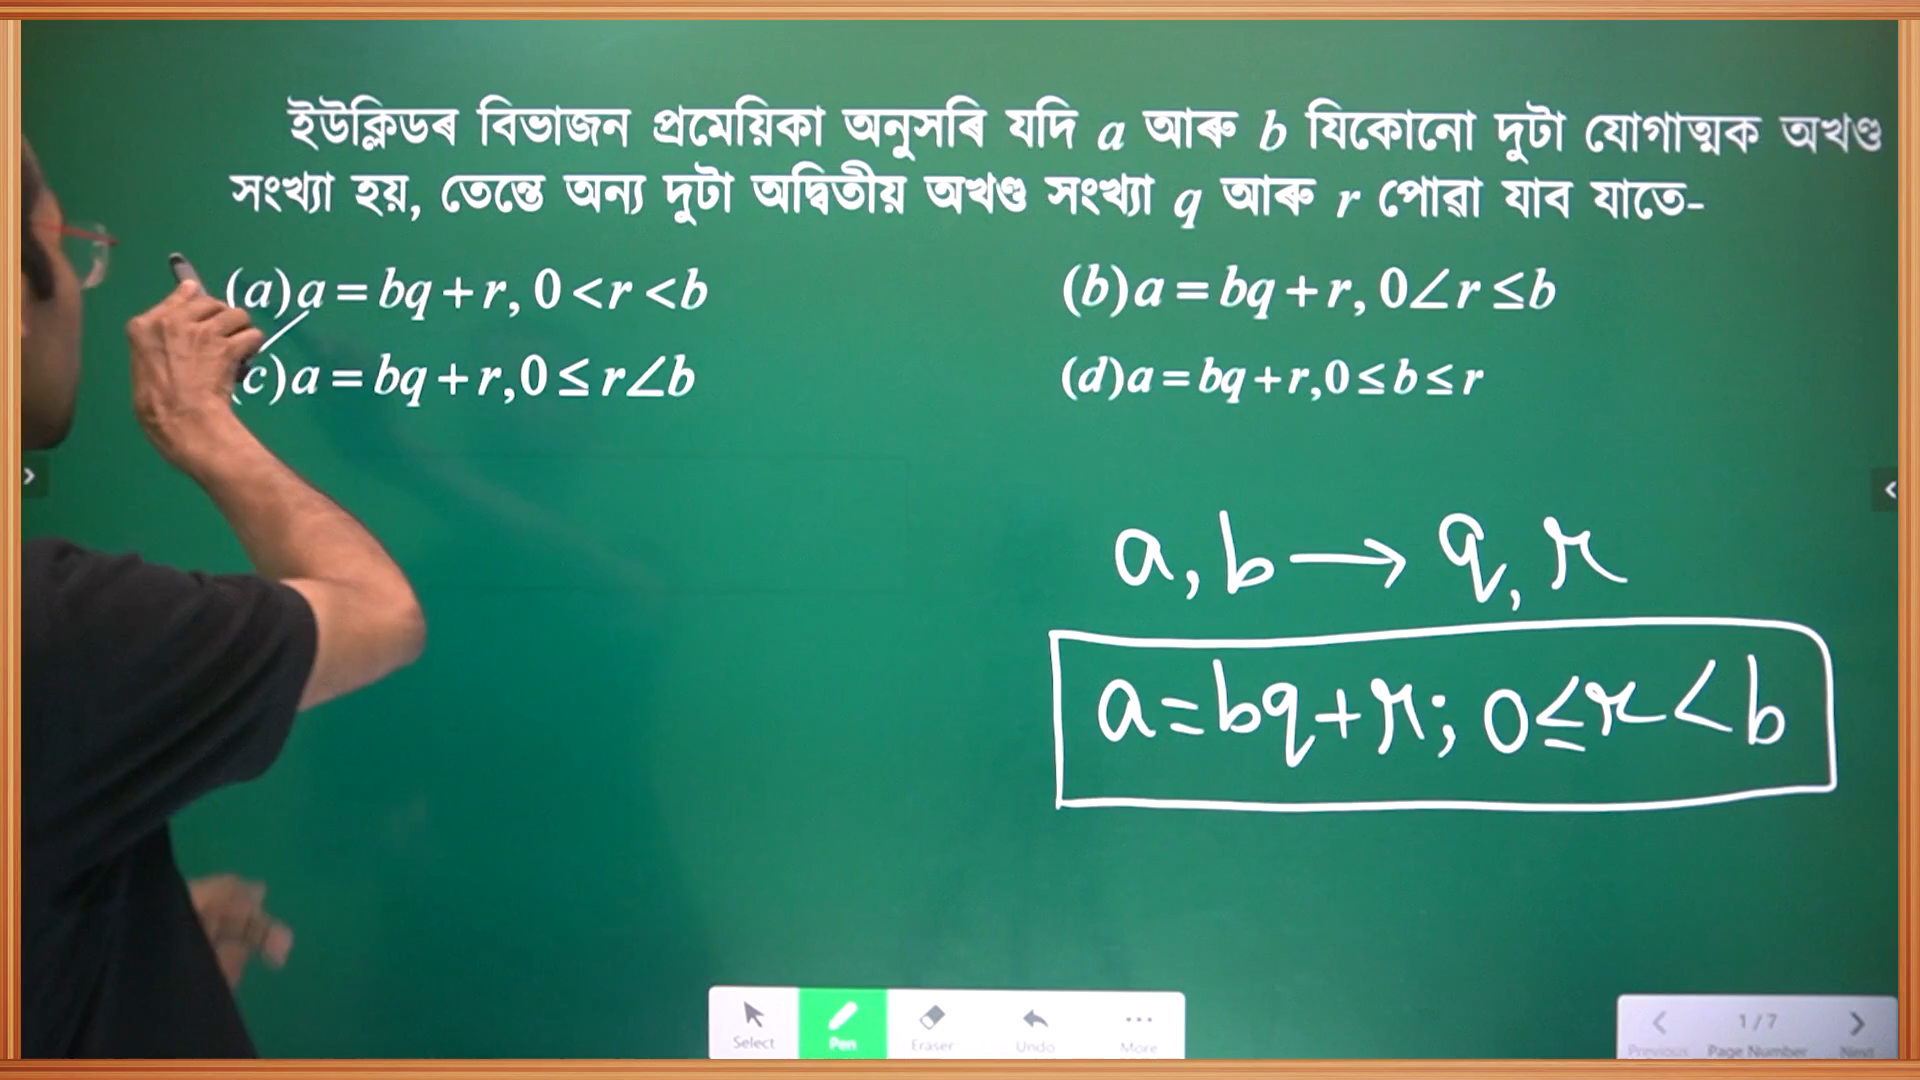 ইউক্লিডৰ বিভাজন প্ৰমেয়িকা অনুসৰি যদি a আৰু b যিকোনো দুটা যোগাত্মক অখণ্ড
সংখ্যা হয়, তেন্তে অন্য দুটা অদ্বিতীয় অখণ্ড সংখ্যা q আৰু r পোৱা যাব যাতে-
(a) a = bq + r, 0 < r < b
(b) a = bq + r, 0∠r ≤ b
(c) a = bq + r, 0 ≤ r∠b
(d) a = bq + r, 0 ≤ b ≤ r
a, b → q, r
a = bq + r; 0 ≤ r < b
Select Pen Eraser Undo More
1/7
Previous Page Number Next